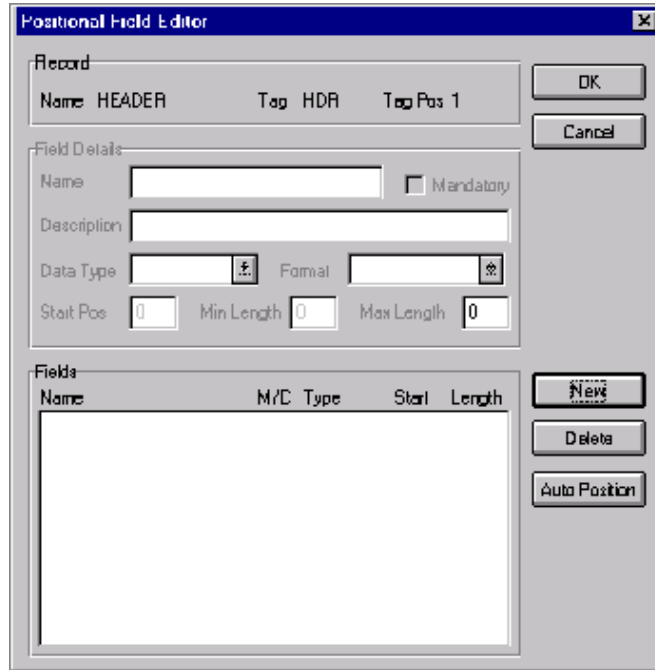 Positional Field Editor
Record
Name HEADER Tag HDR Tag Pos 1
OK
Cancel
Field Details
Name Mandatory
Description
Data Type Format
Start Pos 0 Min Length 0 Max Length 0
Fields
Name M/C Type Start Length
New
Delete
Auto Position